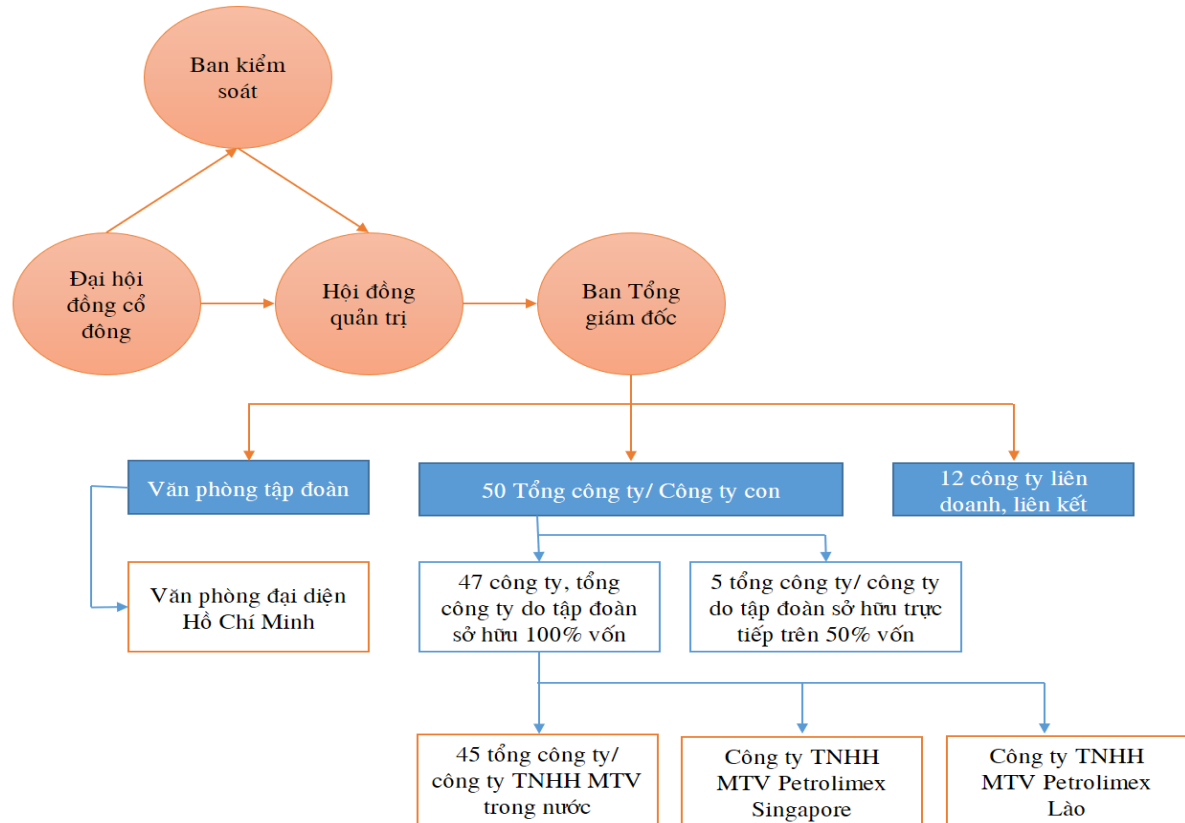 Ban kiểm
soát
Đại hội
đồng cổ
đông
Hội đồng
quản trị
Ban Tổng
giám đốc
Văn phòng tập đoàn
50 Tổng công ty/ Công ty con
12 công ty liên
doanh, liên kết
Văn phòng đại diện
Hồ Chí Minh
47 công ty, tổng
công ty do tập đoàn
sở hữu 100% vốn
5 tổng công ty/ công ty
do tập đoàn sở hữu trực
tiếp trên 50% vốn
45 tổng công ty/
công ty TNHH MTV
trong nước
Công ty TNHH
MTV Petrolimex
Singapore
Công ty TNHH
MTV Petrolimex
Lào